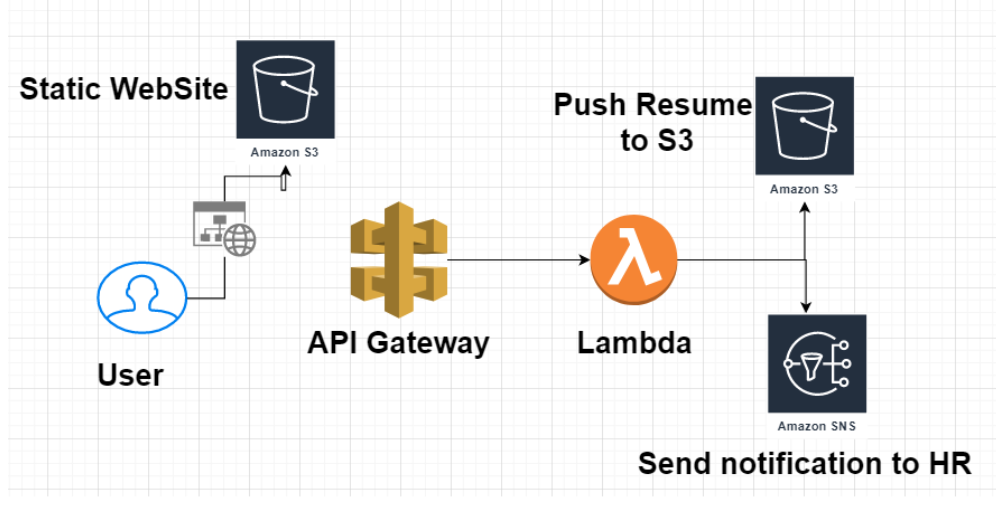 Static WebSite
Amazon S3
Push Resume
to S3
Amazon S3
User
API Gateway
Lambda
Amazon SNS
Send notification to HR